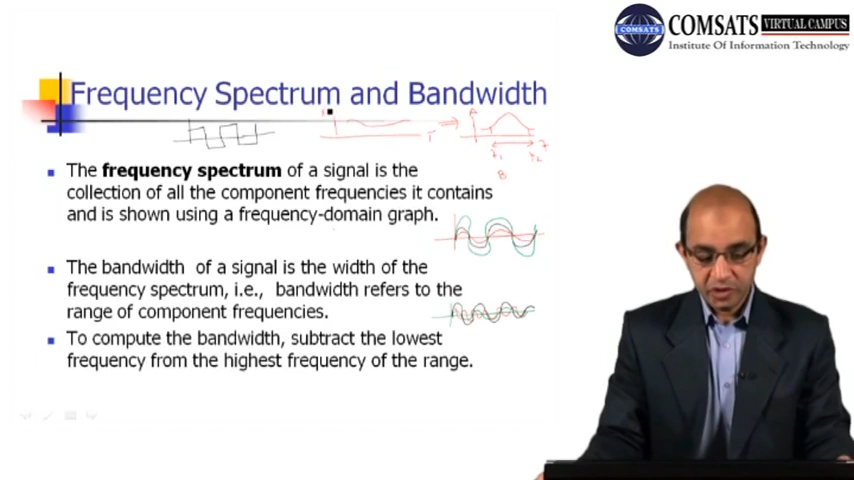 COMSATS VIRTUAL CAMPUS
COMSATS
Institute Of Information Technology
Frequency Spectrum and Bandwidth
The frequency spectrum of a signal is the
collection of all the component frequencies it contains
and is shown using a frequency-domain graph.
The bandwidth of a signal is the width of the
frequency spectrum, i.e., bandwidth refers to the
range of component frequencies.
To compute the bandwidth, subtract the lowest
frequency from the highest frequency of the range.